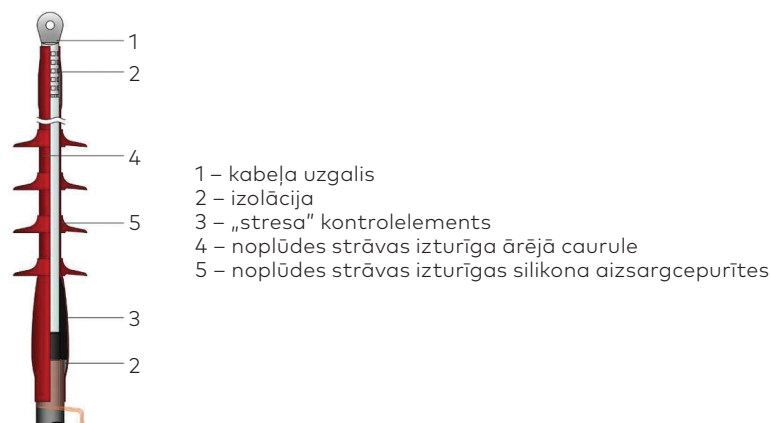 1
2
4
5
3
2
1 – kabeļa uzgalis
2 – izolācija
3 – „stresa” kontrolelements
4 – noplūdes strāvas izturīga ārējā caurule
5 – noplūdes strāvas izturīgas silikona aizsargcepurītes